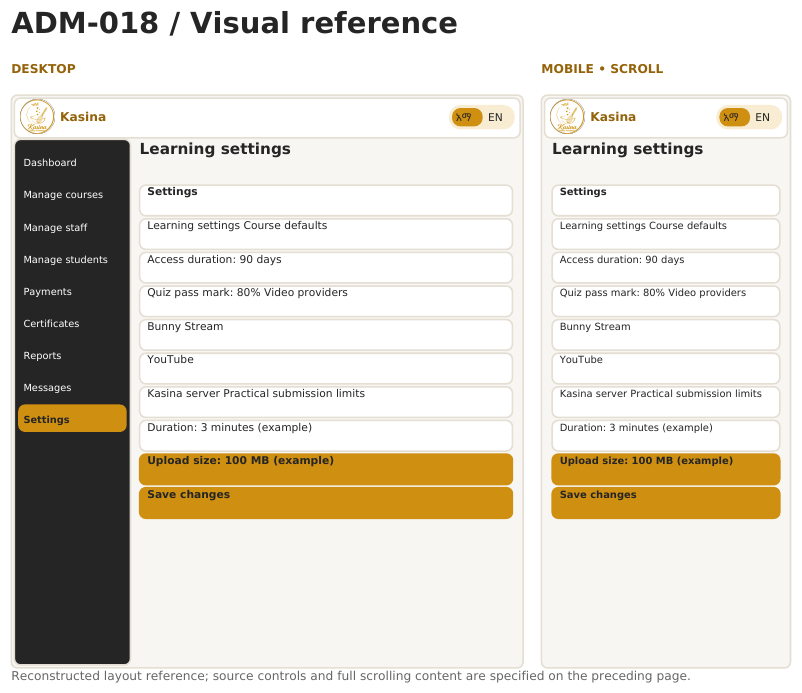 ADM-018 / Visual reference
DESKTOP
Kasina
Kasina
አማ EN
Dashboard
Manage courses
Manage staff
Manage students
Payments
Certificates
Reports
Messages
Settings
Learning settings
Settings
Learning settings Course defaults
Access duration: 90 days
Quiz pass mark: 80% Video providers
Bunny Stream
YouTube
Kasina server Practical submission limits
Duration: 3 minutes (example)
Upload size: 100 MB (example)
Save changes
MOBILE • SCROLL
Kasina
Kasina
አማ EN
Learning settings
Settings
Learning settings Course defaults
Access duration: 90 days
Quiz pass mark: 80% Video providers
Bunny Stream
YouTube
Kasina server Practical submission limits
Duration: 3 minutes (example)
Upload size: 100 MB (example)
Save changes
Reconstructed layout reference; source controls and full scrolling content are specified on the preceding page.